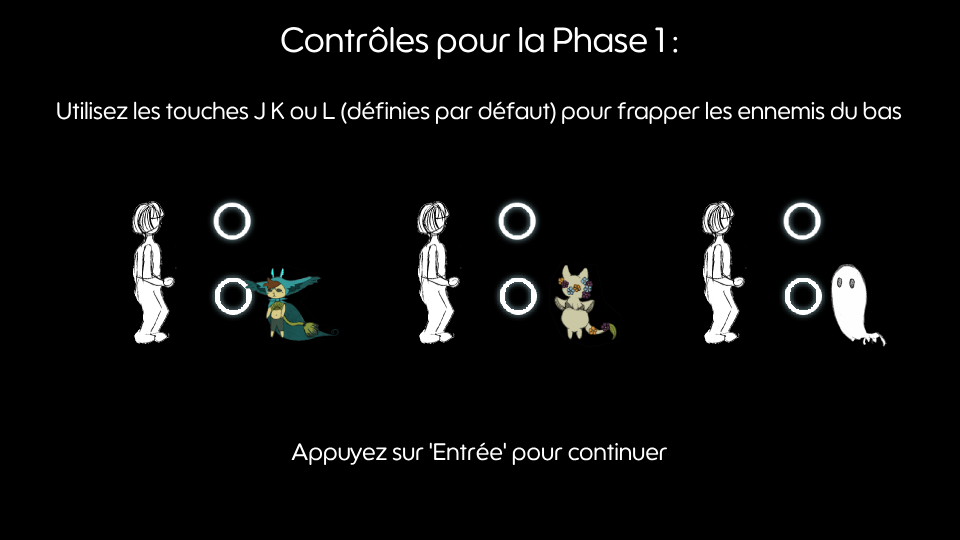 Contrôles pour la Phase 1 :
Utilisez les touches J K ou L (définies par défaut) pour frapper les ennemis du bas
Appuyez sur 'Entrée' pour continuer